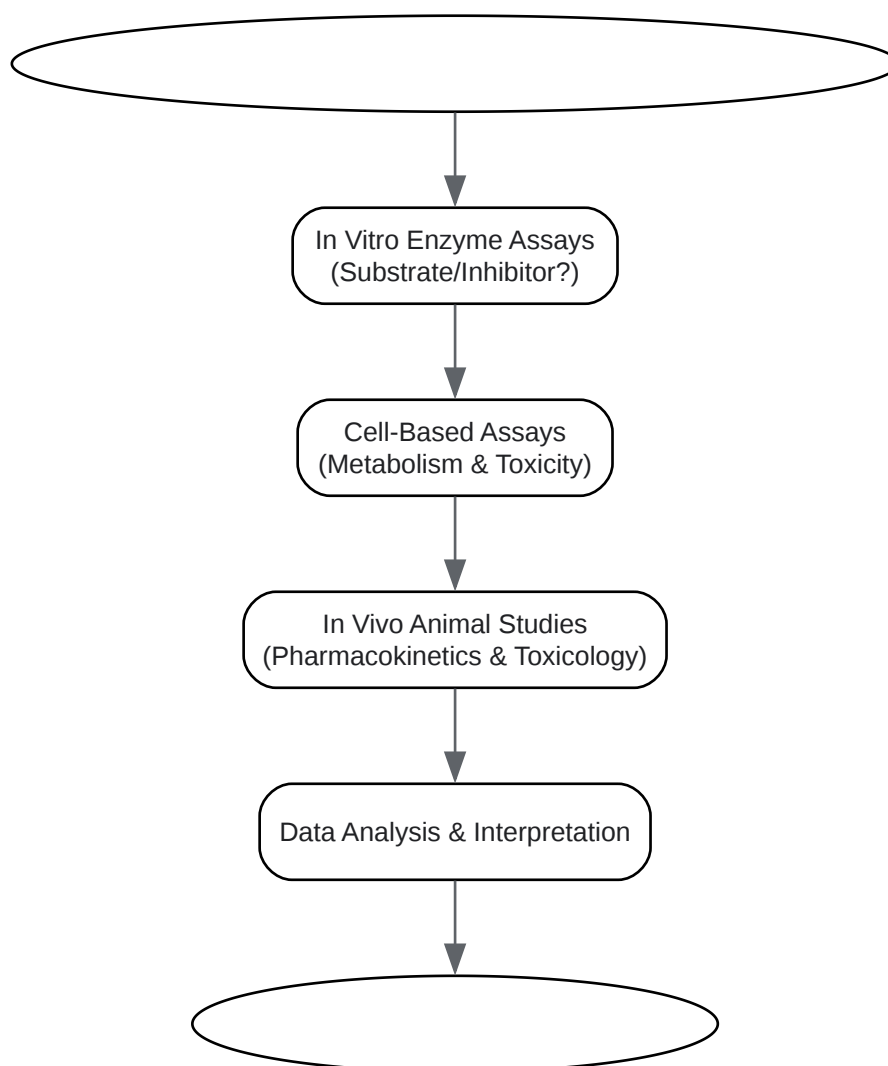 In Vitro Enzyme Assays
(Substrate/Inhibitor?)
Cell-Based Assays
(Metabolism & Toxicity)
In Vivo Animal Studies
(Pharmacokinetics & Toxicology)
Data Analysis & Interpretation